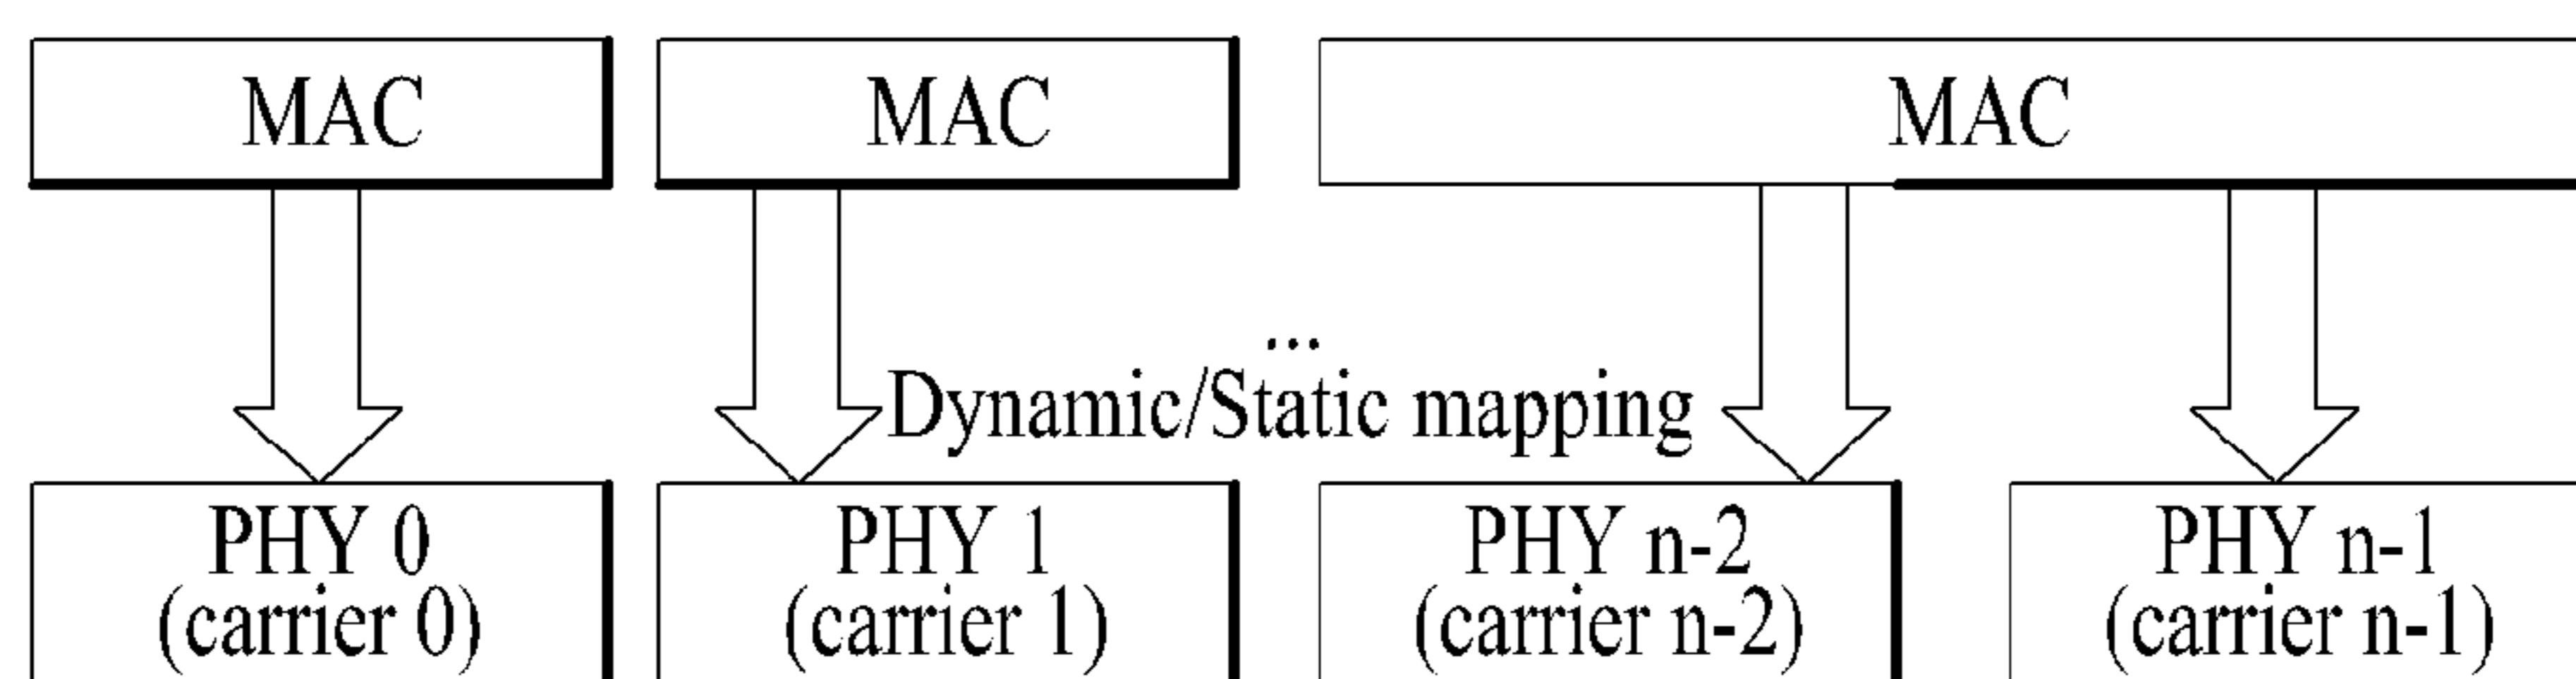 MAC
MAC
MAC
...
Dynamic/Static mapping
PHY 0
(carrier 0)
PHY 1
(carrier 1)
PHY n-2
(carrier n-2)
PHY n-1
(carrier n-1)